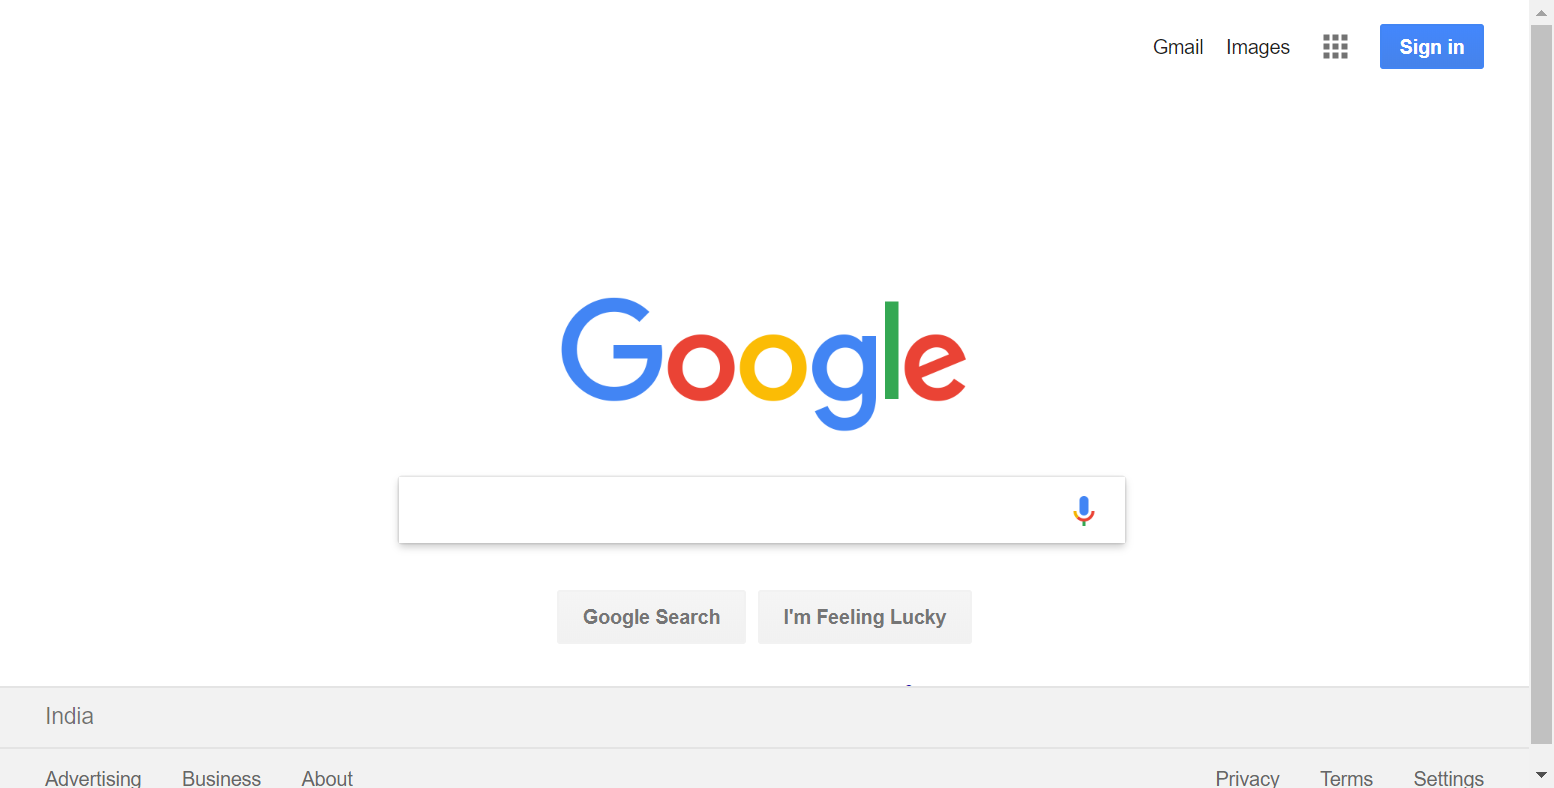 Gmail Images Sign in
Google
Google Search I'm Feeling Lucky
India
Advertising Business About Privacy Terms Settings